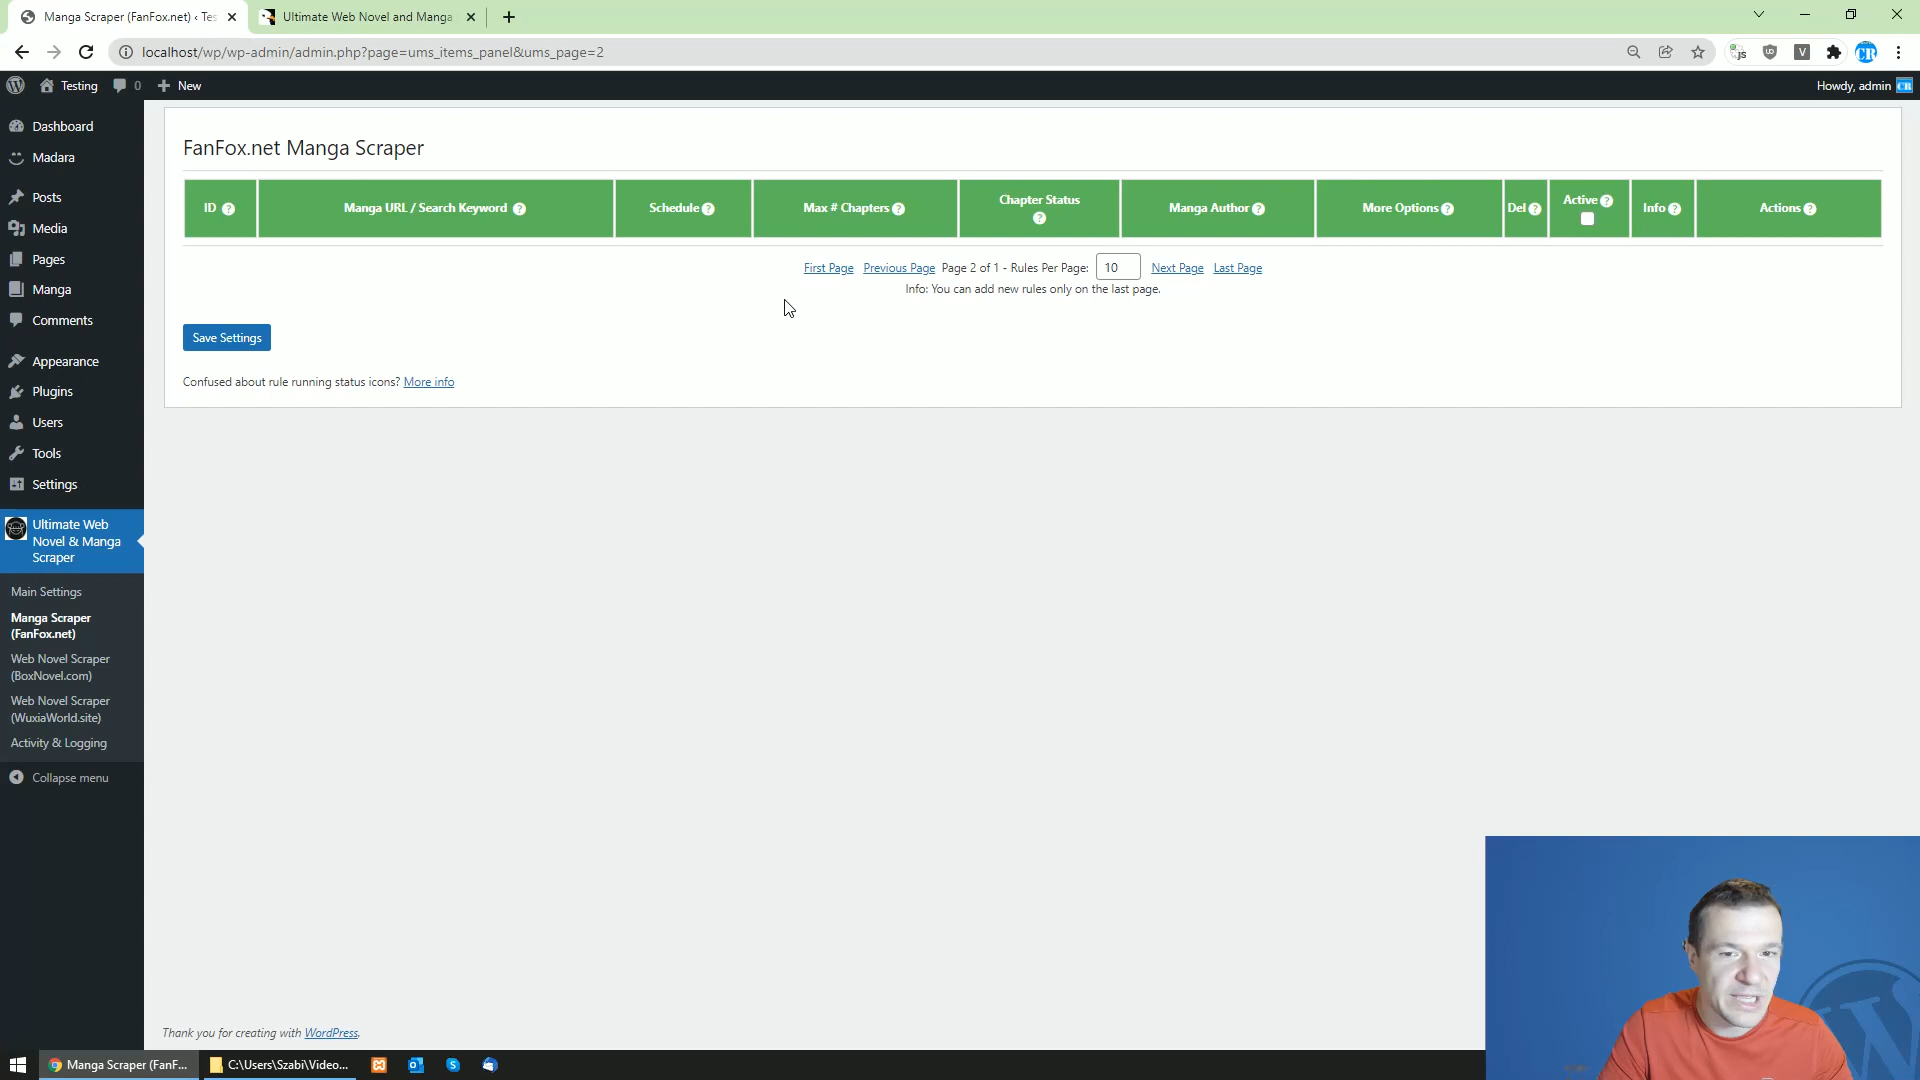 Manga Scraper (FanFox.net) ‹ Tes
Ultimate Web Novel and Manga
localhost/wp/wp-admin/admin.php?page=ums_items_panel&ums_page=2
Testing
0
New
Howdy, admin
Dashboard
Madara
Posts
Media
Pages
Manga
Comments
Appearance
Plugins
Users
Tools
Settings
Ultimate Web
Novel & Manga
Scraper
Main Settings
Manga Scraper
(FanFox.net)
Web Novel Scraper
(BoxNovel.com)
Web Novel Scraper
(WuxiaWorld.site)
Activity & Logging
Collapse menu
FanFox.net Manga Scraper
ID ?
Manga URL / Search Keyword ?
Schedule ?
Max # Chapters ?
Chapter Status
?
Manga Author ?
More Options ?
Del ?
Active ?
Info ?
Actions ?
First Page Previous Page Page 2 of 1 - Rules Per Page: 10 Next Page Last Page
Info: You can add new rules only on the last page.
Save Settings
Confused about rule running status icons? More info
Thank you for creating with WordPress.
Manga Scraper (FanF...
C:\Users\Szabi\Video...